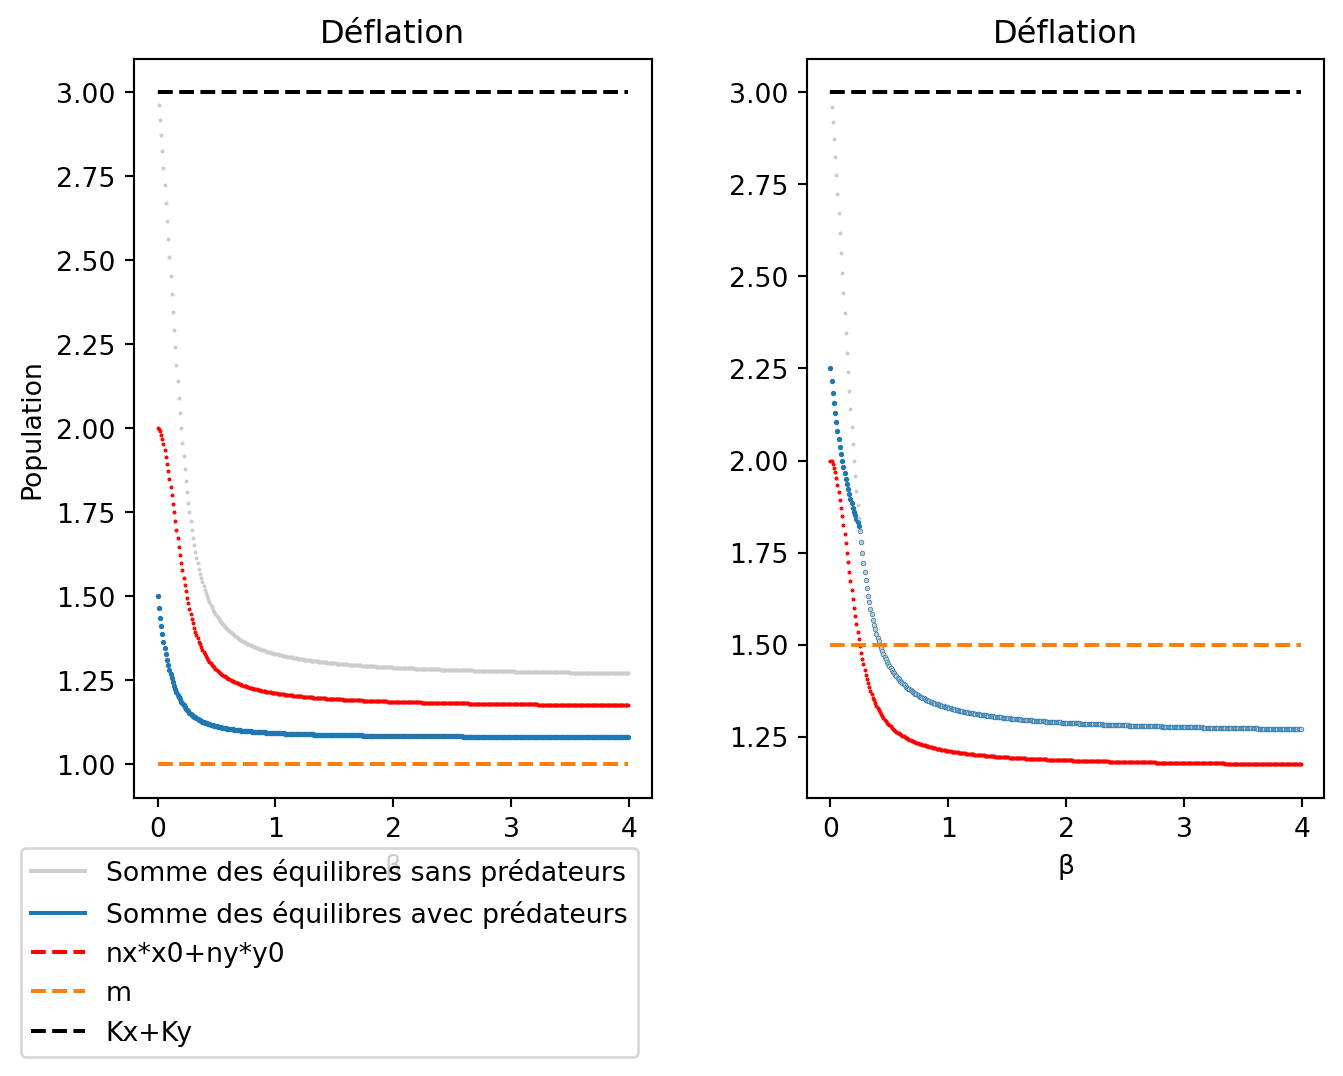 Déflation
Population
3.00
2.75
2.50
2.25
2.00
1.75
1.50
1.25
1.00
0 1 2 3 4
β
Déflation
3.00
2.75
2.50
2.25
2.00
1.75
1.50
1.25
0 1 2 3 4
β
Somme des équilibres sans prédateurs
Somme des équilibres avec prédateurs
nx*x0+ny*y0
m
Kx+Ky